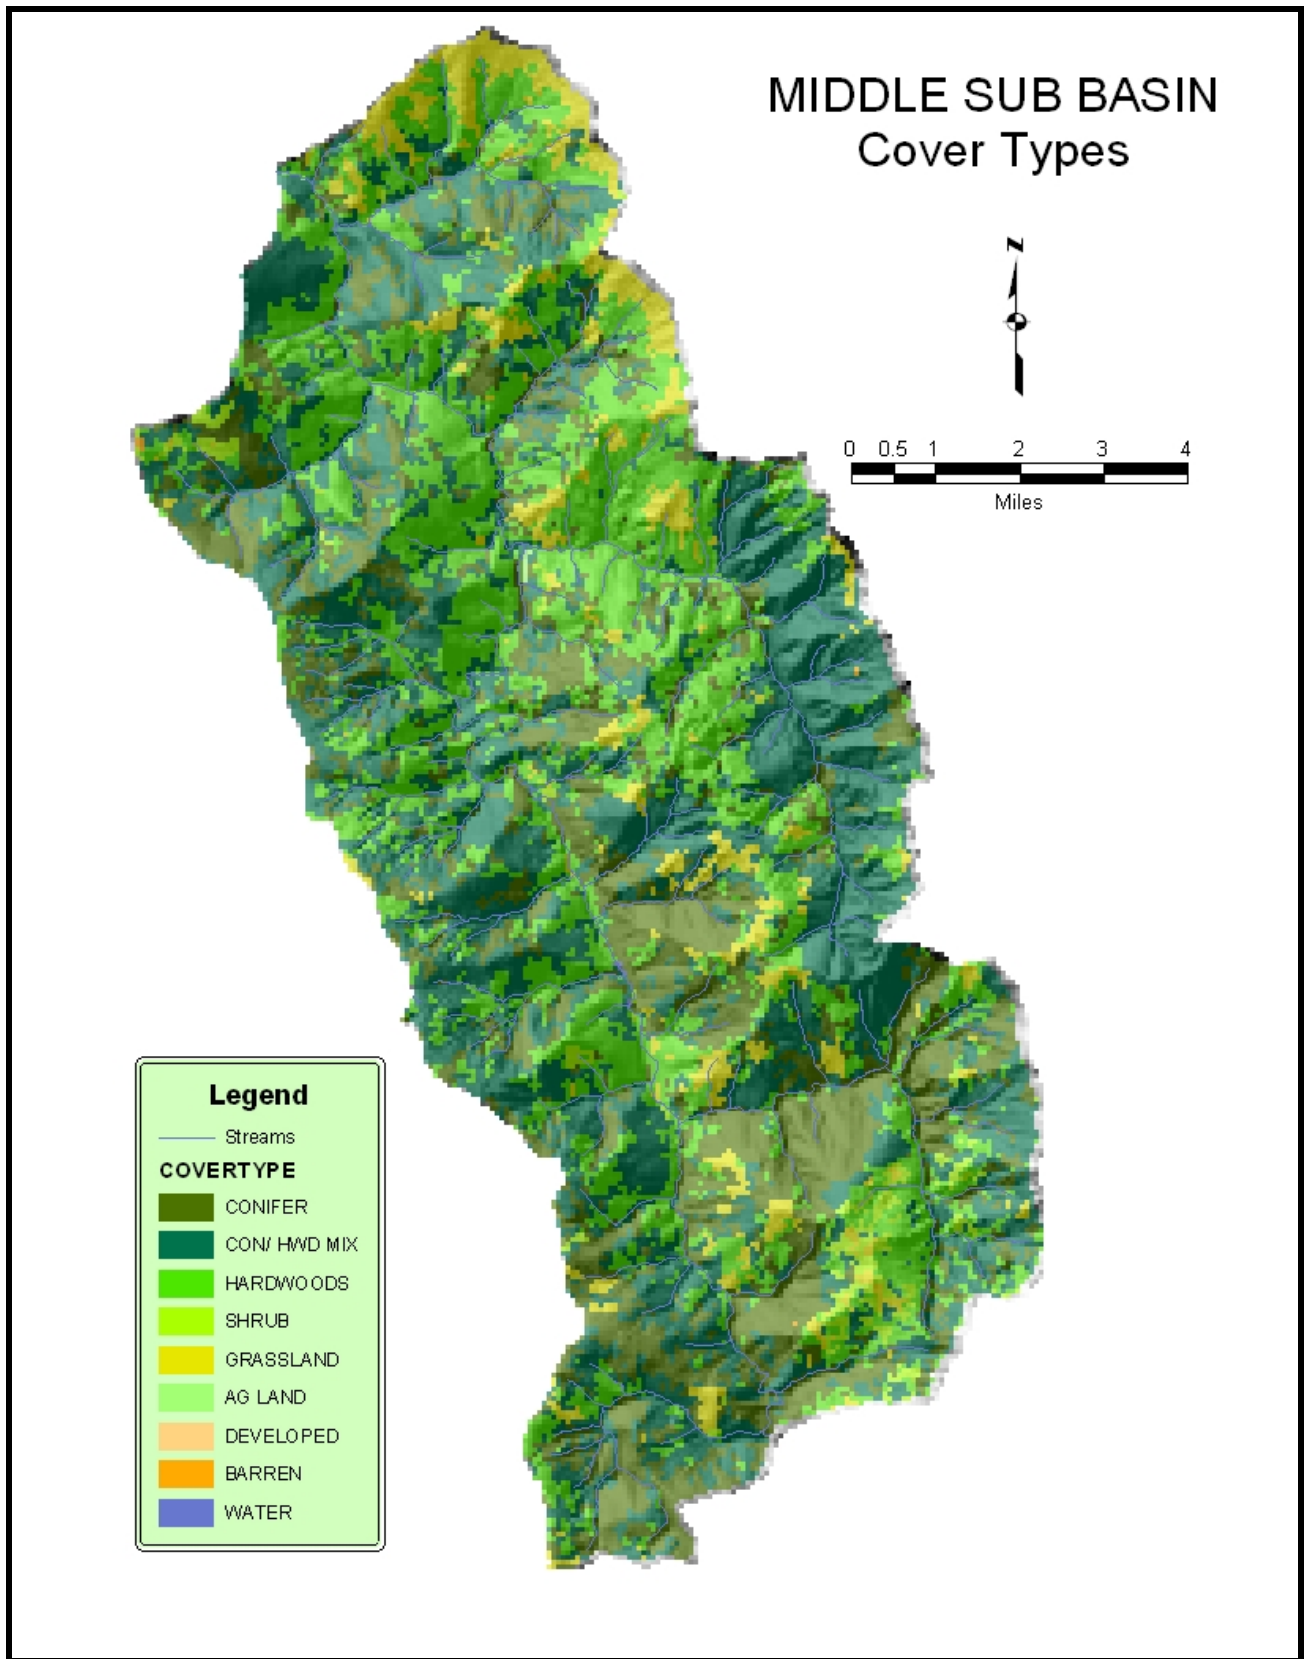 MIDDLE SUB BASIN
Cover Types
N
0 0.5 1 2 3 4
Miles
Legend
Streams
COVERTYPE
CONIFER
CON/ HWD MIX
HARDWOODS
SHRUB
GRASSLAND
AG LAND
DEVELOPED
BARREN
WATER